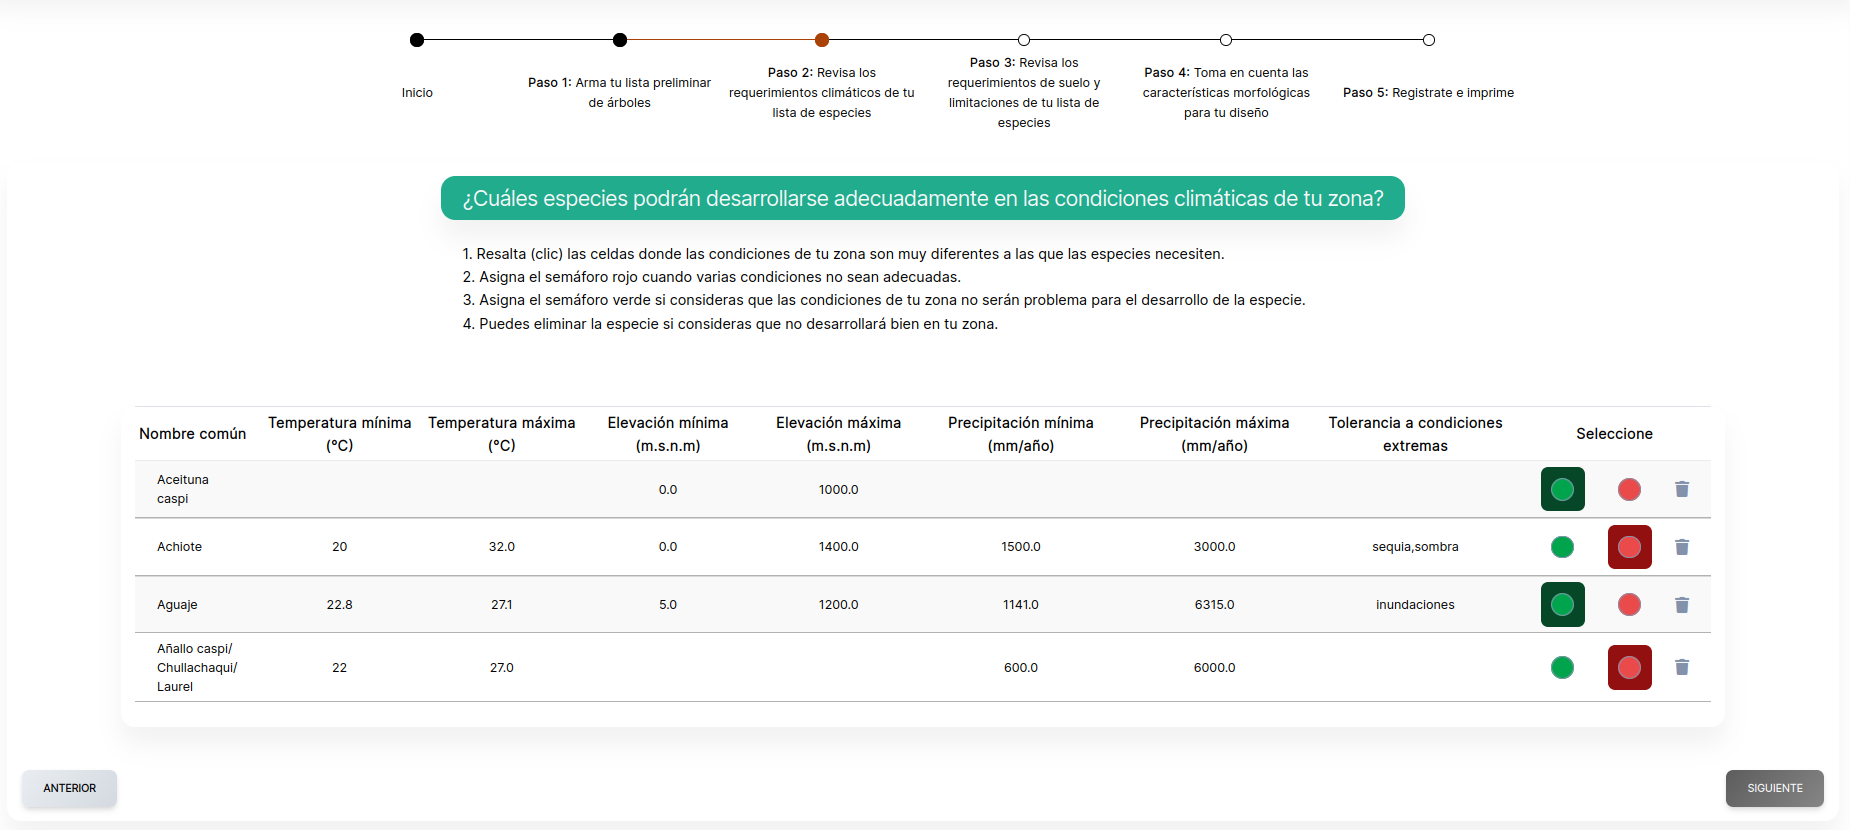 Inicio
Paso 1: Arma tu lista preliminar
de árboles
Paso 2: Revisa los
requerimientos climáticos de tu
lista de especies
Paso 3: Revisa los
requerimientos de suelo y
limitaciones de tu lista de
especies
Paso 4: Toma en cuenta las
características morfológicas
para tu diseño
Paso 5: Registrate e imprime
¿Cuáles especies podrán desarrollarse adecuadamente en las condiciones climáticas de tu zona?
1. Resalta (clic) las celdas donde las condiciones de tu zona son muy diferentes a las que las especies necesiten.
2. Asigna el semáforo rojo cuando varias condiciones no sean adecuadas.
3. Asigna el semáforo verde si consideras que las condiciones de tu zona no serán problema para el desarrollo de la especie.
4. Puedes eliminar la especie si consideras que no desarrollará bien en tu zona.
Nombre común
Temperatura mínima
(°C)
Temperatura máxima
(°C)
Elevación mínima
(m.s.n.m)
Elevación máxima
(m.s.n.m)
Precipitación mínima
(mm/año)
Precipitación máxima
(mm/año)
Tolerancia a condiciones
extremas
Seleccione
Aceituna
caspi
0.0
1000.0
Achiote
20
32.0
0.0
1400.0
1500.0
3000.0
sequia,sombra
Aguaje
22.8
27.1
5.0
1200.0
1141.0
6315.0
inundaciones
Añallo caspi/
Chullachaqui/
Laurel
22
27.0
600.0
6000.0
ANTERIOR
SIGUIENTE